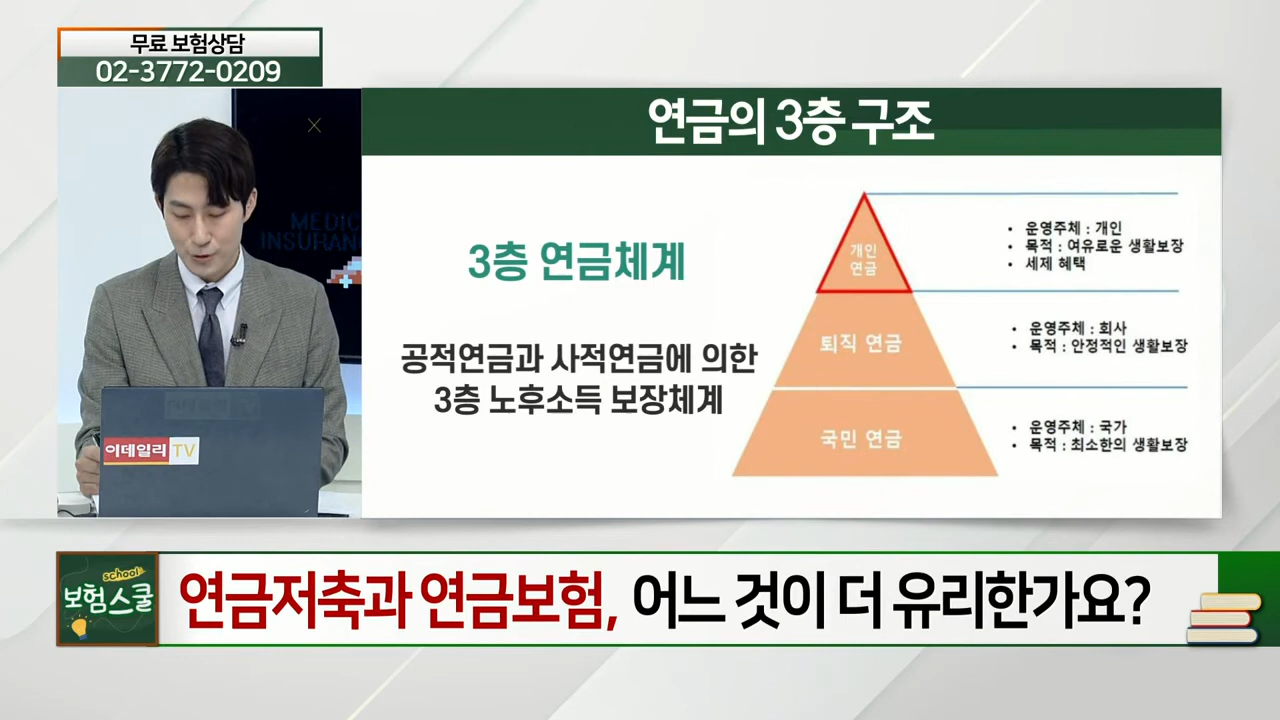 무료 보험상담
02-3772-0209
연금의 3층 구조
MEDIC
INSURAN
3층 연금체계
공적연금과 사적연금에 의한
3층 노후소득 보장체계
개인
연금
• 운영주체 : 개인
• 목적 : 여유로운 생활보장
• 세제 혜택
퇴직 연금
• 운영주체 : 회사
• 목적 : 안정적인 생활보장
국민 연금
• 운영주체 : 국가
• 목적 : 최소한의 생활보장
이데일리TV
school
보험스쿨
연금저축과 연금보험, 어느 것이 더 유리한가요?